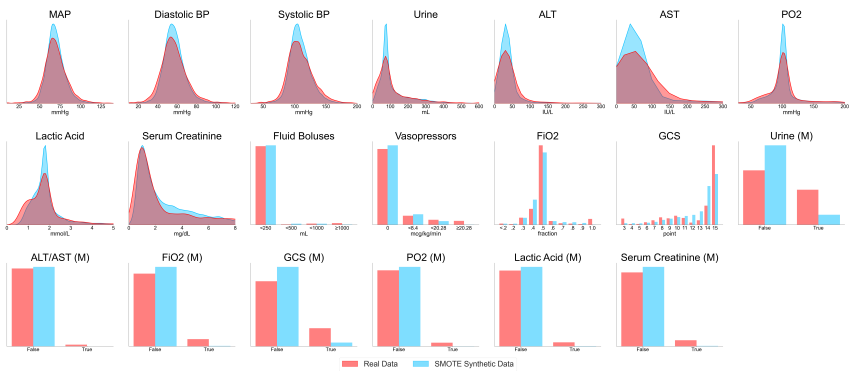 MAP Diastolic BP Systolic BP Urine ALT AST PO2
25 50 75 100 125 20 40 60 80 100 120 50 100 150 200 0 100 200 300 400 500 600 0 50 100 150 200 250 300 0 50 100 150 200 250 300 50 100 150 200
mmHg mmHg mmHg mL IU/L IU/L mmHg
Lactic Acid Serum Creatinine Fluid Boluses Vasopressors FiO2 GCS Urine (M)
0 1 2 3 4 5 0 2 4 6 8 <250 <500 <1000 ≥1000 0 <8.4 <20.28 ≥20.28 <.2 .2 .3 .4 .5 .6 .7 .8 .9 1.0 3 4 5 6 7 8 9 10 11 12 13 14 15 False True
mmol/L mg/dL mL mcg/kg/min fraction point
ALT/AST (M) FiO2 (M) GCS (M) PO2 (M) Lactic Acid (M) Serum Creatinine (M)
False True False True False True False True False True False True
Real Data SMOTE Synthetic Data